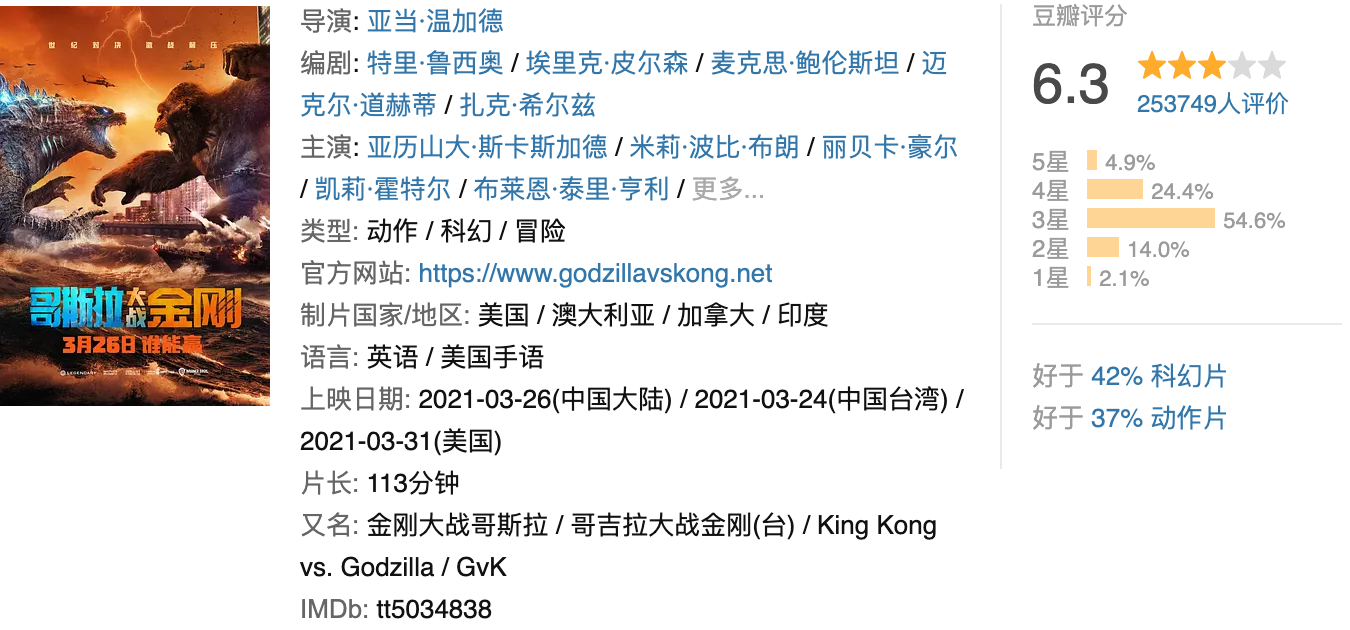 世纪对决 激战解压
哥斯拉大战金刚
3月26日 谁能赢
LEGENDARY
导演: 亚当·温加德
编剧: 特里·鲁西奥 / 埃里克·皮尔森 / 麦克思·鲍伦斯坦 / 迈
克尔·道赫蒂 / 扎克·希尔兹
主演: 亚历山大·斯卡斯加德 / 米莉·波比·布朗 / 丽贝卡·豪尔
/ 凯莉·霍特尔 / 布莱恩·泰里·亨利 / 更多...
类型: 动作 / 科幻 / 冒险
官方网站: https://www.godzillavskong.net
制片国家/地区: 美国 / 澳大利亚 / 加拿大 / 印度
语言: 英语 / 美国手语
上映日期: 2021-03-26(中国大陆) / 2021-03-24(中国台湾) /
2021-03-31(美国)
片长: 113分钟
又名: 金刚大战哥斯拉 / 哥吉拉大战金刚(台) / King Kong
vs. Godzilla / GvK
IMDb: tt5034838
豆瓣评分
6.3
253749人评价
5星 4.9%
4星 24.4%
3星 54.6%
2星 14.0%
1星 2.1%
好于 42% 科幻片
好于 37% 动作片